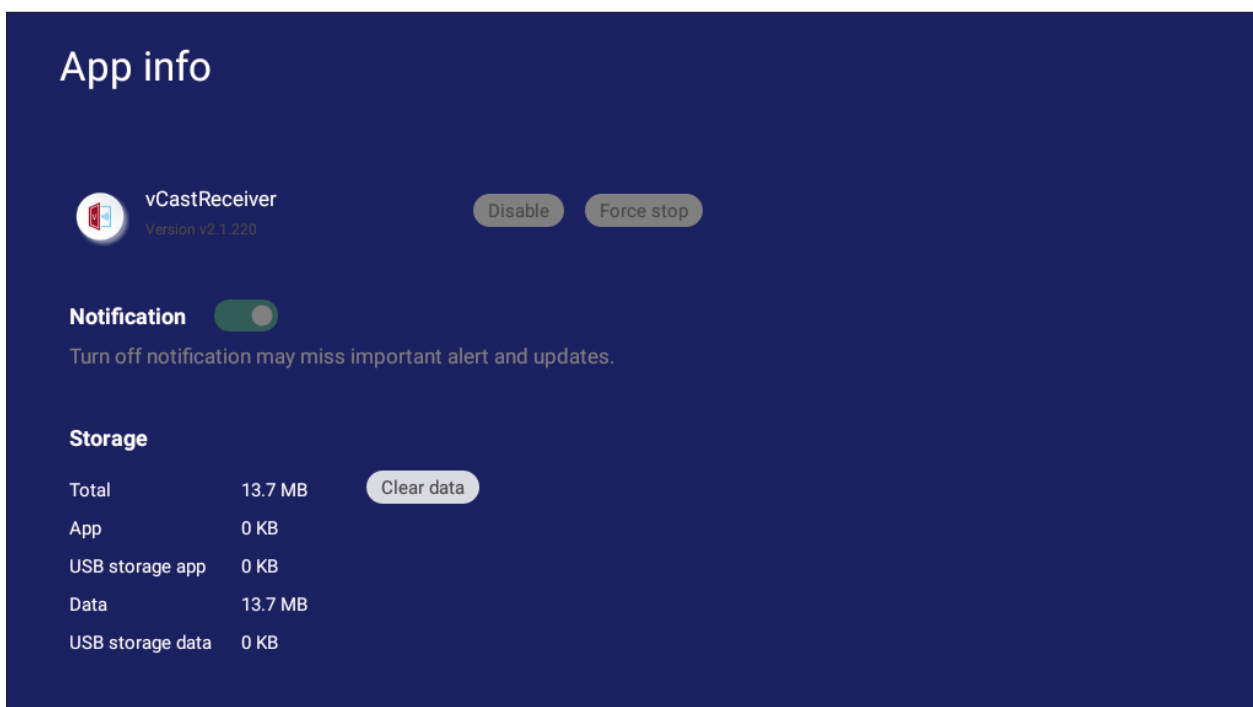 App info
vCastReceiver
Version v2.1.220
Disable
Force stop
Notification
Turn off notification may miss important alert and updates.
Storage
Total 13.7 MB Clear data
App 0 KB
USB storage app 0 KB
Data 13.7 MB
USB storage data 0 KB